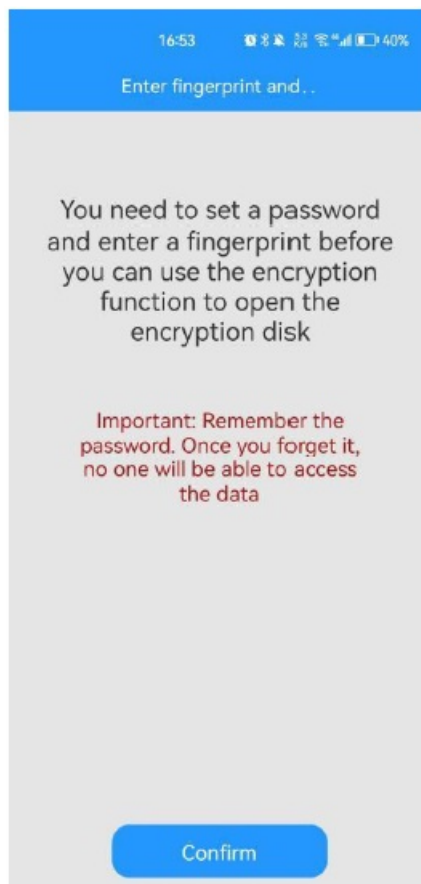 16:53
40%
Enter fingerprint and..
You need to set a password
and enter a fingerprint before
you can use the encryption
function to open the
encryption disk
Important: Remember the
password. Once you forget it,
no one will be able to access
the data
Confirm